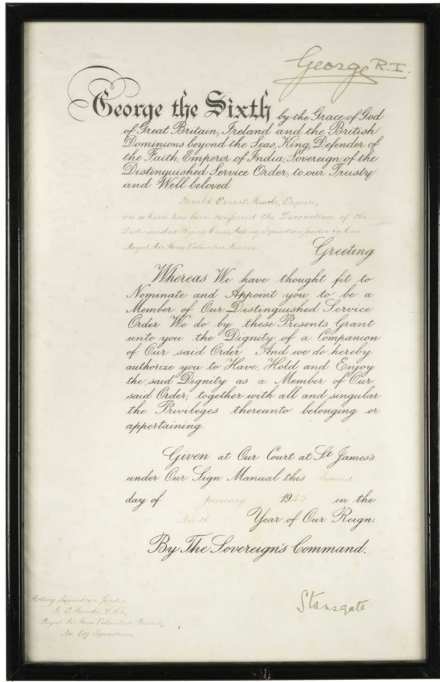 George R.I.
George the Sixth by the Grace of God
of Great Britain, Ireland and the British
Dominions beyond the Seas, King, Defender of
the Faith, Emperor of India, Sovereign of the
Distinguished Service Order, to our Trusty
and Well beloved
Gerald Ernest Esquire,
on whom has been conferred the Decoration of the
Distinguished Flying Cross, Squadron Leader in Our
Royal Air Force Volunteer Reserve
Greeting
Whereas We have thought fit to
Nominate and Appoint you to be a
Member of Our Distinguished Service
Order We do by these Presents Grant
unto you the Dignity of a Companion
of Our said Order And we do hereby
authorize you to Have, Hold and Enjoy
the said Dignity as a Member of Our
said Order, together with all and singular
the Privileges thereunto belonging or
appertaining
Given at Our Court at St. James's
under Our Sign Manual this
day of 19 in the
Year of Our Reign.
By The Sovereign's Command.
Stansgate
Royal Air Force Volunteer Reserve,
No. Squadron